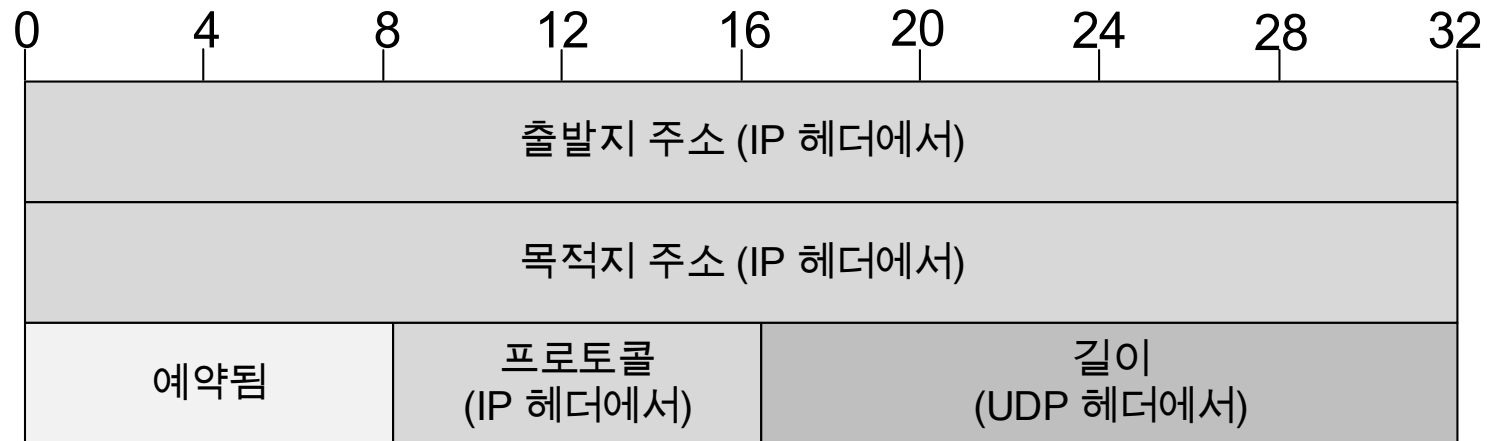 0 4 8 12 16 20 24 28 32
출발지 주소 (IP 헤더에서)
목적지 주소 (IP 헤더에서)
예약됨
프로토콜
(IP 헤더에서)
길이
(UDP 헤더에서)